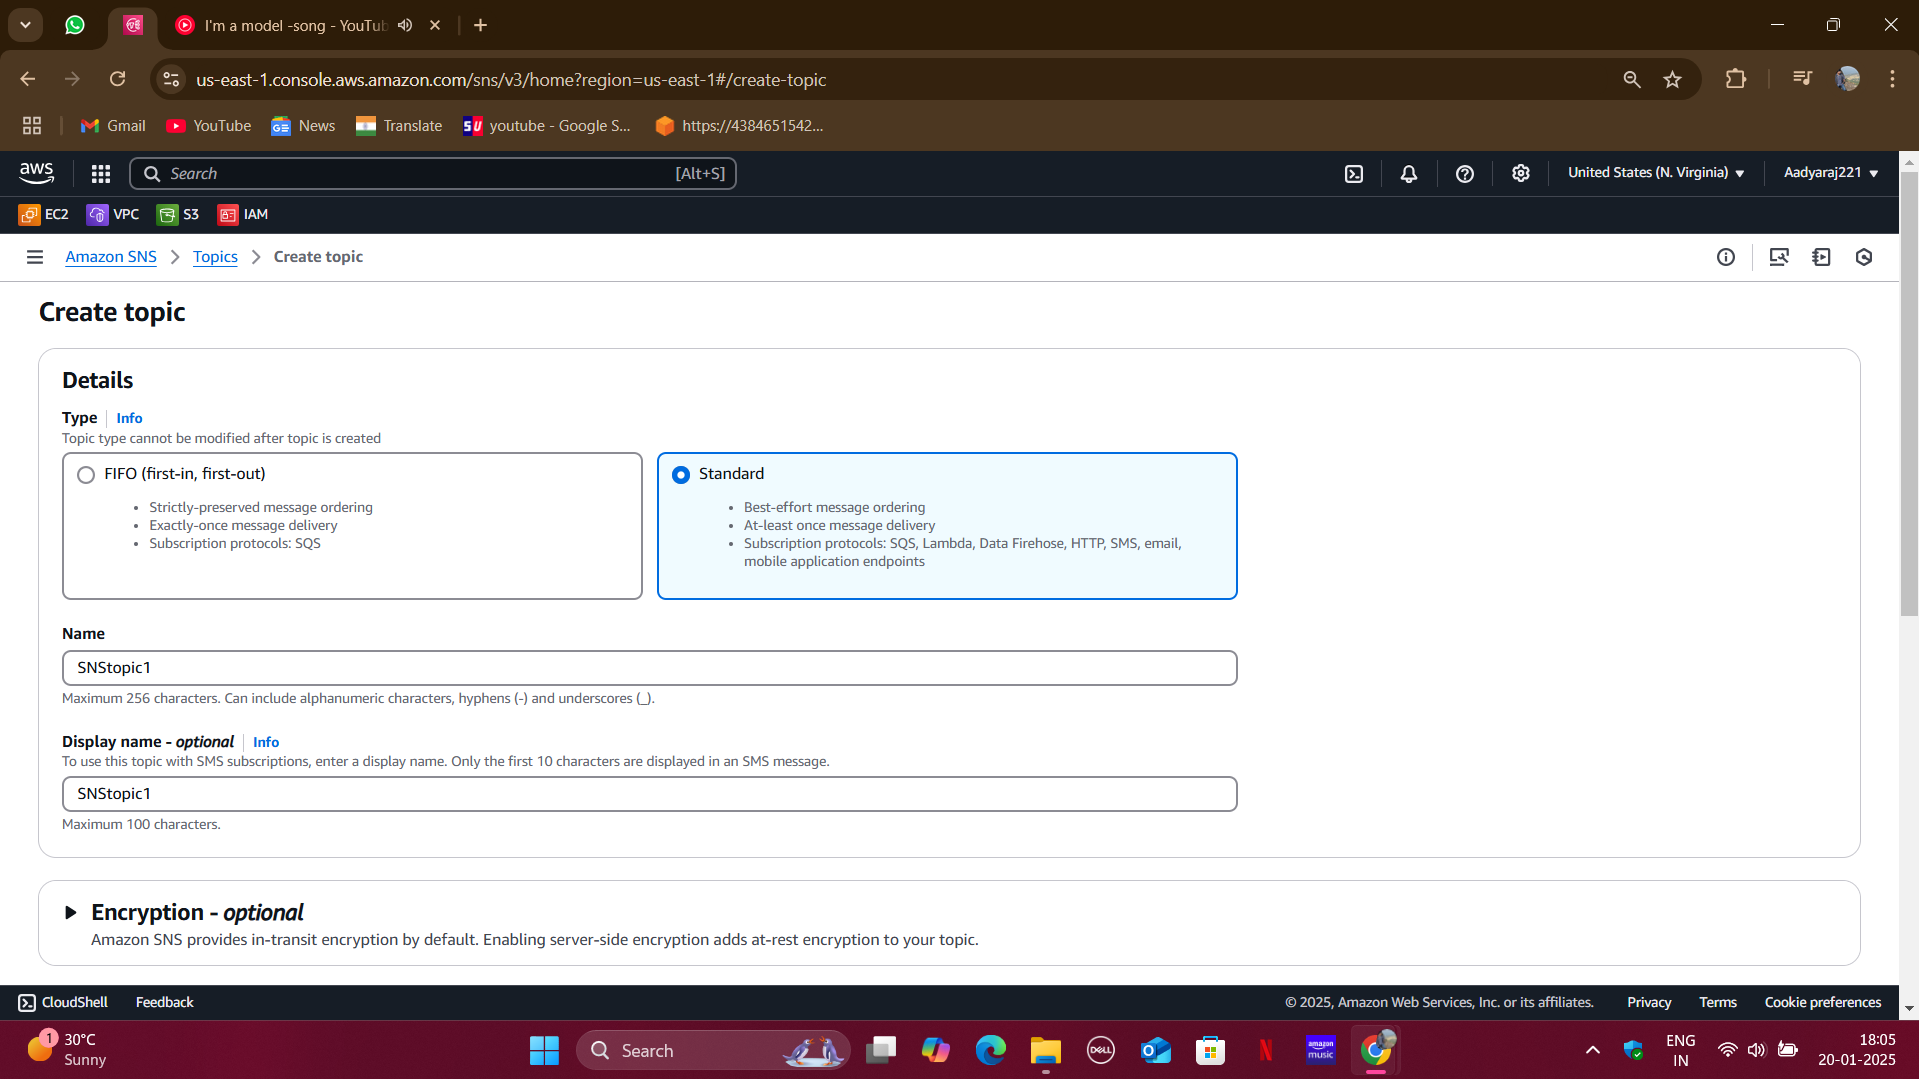 I'm a model -song - YouTub
us-east-1.console.aws.amazon.com/sns/v3/home?region=us-east-1#/create-topic
Gmail
YouTube
News
Translate
youtube - Google S...
https://4384651542...
aws
Search
[Alt+S]
United States (N. Virginia)
Aadyaraj221
EC2
VPC
S3
IAM
Amazon SNS
Topics
Create topic
Create topic
Details
Type
Info
Topic type cannot be modified after topic is created
FIFO (first-in, first-out)
• Strictly-preserved message ordering
• Exactly-once message delivery
• Subscription protocols: SQS
Standard
• Best-effort message ordering
• At-least once message delivery
• Subscription protocols: SQS, Lambda, Data Firehose, HTTP, SMS, email,
mobile application endpoints
Name
SNStopic1
Maximum 256 characters. Can include alphanumeric characters, hyphens (-) and underscores (_).
Display name - optional
Info
To use this topic with SMS subscriptions, enter a display name. Only the first 10 characters are displayed in an SMS message.
SNStopic1
Maximum 100 characters.
Encryption - optional
Amazon SNS provides in-transit encryption by default. Enabling server-side encryption adds at-rest encryption to your topic.
CloudShell
Feedback
© 2025, Amazon Web Services, Inc. or its affiliates.
Privacy
Terms
Cookie preferences
1
30°C
Sunny
Search
DELL
amazon
music
ENG
IN
18:05
20-01-2025